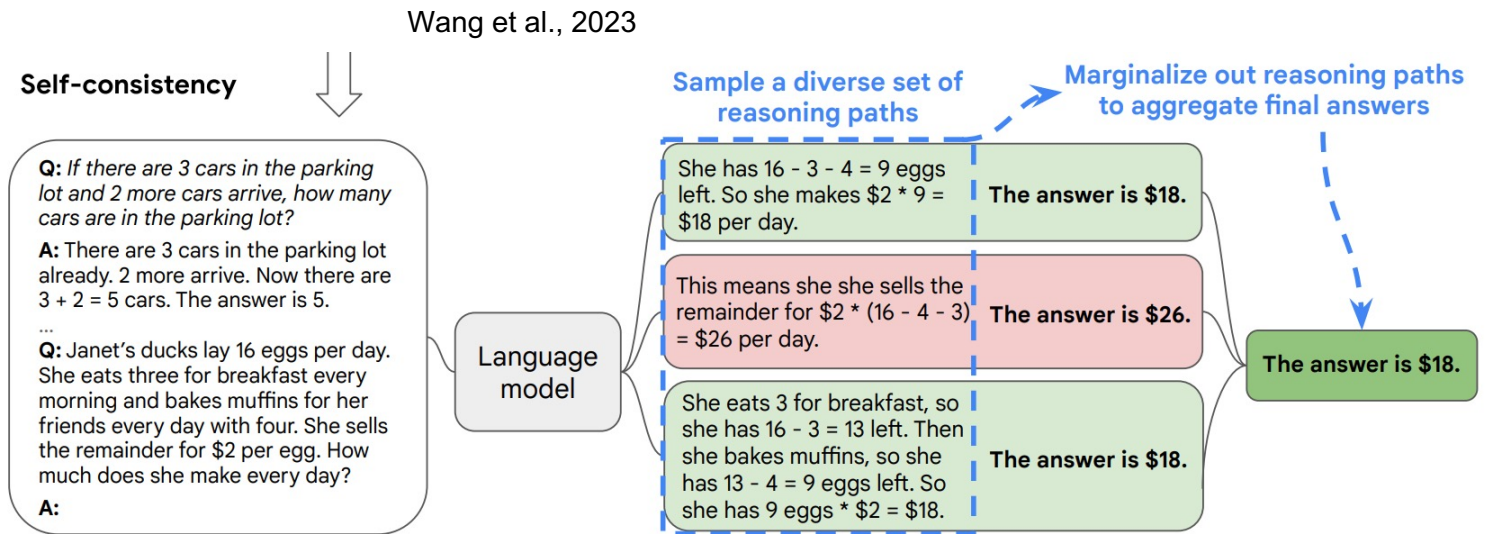 Wang et al., 2023
Self-consistency
Sample a diverse set of
reasoning paths
Marginalize out reasoning paths
to aggregate final answers
Q: If there are 3 cars in the parking
lot and 2 more cars arrive, how many
cars are in the parking lot?
A: There are 3 cars in the parking lot
already. 2 more arrive. Now there are
3 + 2 = 5 cars. The answer is 5.
...
Q: Janet’s ducks lay 16 eggs per day.
She eats three for breakfast every
morning and bakes muffins for her
friends every day with four. She sells
the remainder for $2 per egg. How
much does she make every day?
A:
Language
model
She has 16 - 3 - 4 = 9 eggs
left. So she makes $2 * 9 =
$18 per day.
The answer is $18.
This means she she sells the
remainder for $2 * (16 - 4 - 3)
= $26 per day.
The answer is $26.
She eats 3 for breakfast, so
she has 16 - 3 = 13 left. Then
she bakes muffins, so she
has 13 - 4 = 9 eggs left. So
she has 9 eggs * $2 = $18.
The answer is $18.
The answer is $18.